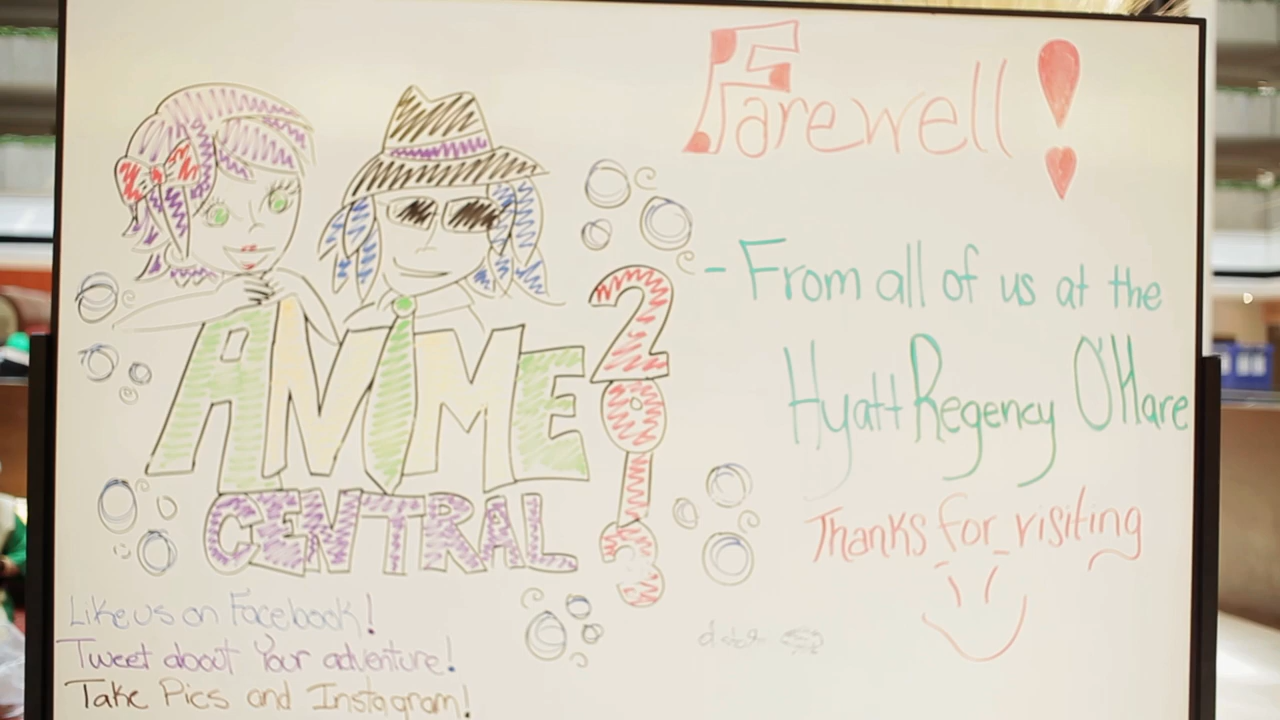 Farewell!
- From all of us at the
Hyatt Regency O'Hare
Thanks for visiting
ANIME
CENTRAL
2013
Like us on Facebook!
Tweet about Your adventure!
Take Pics and Instagram!